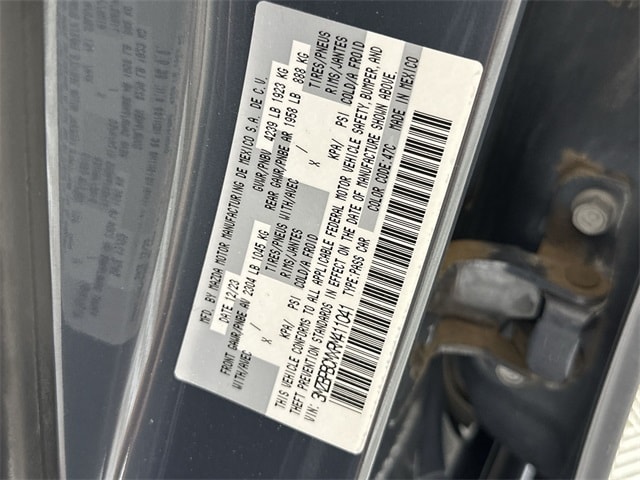 MFD. BY MAZDA MOTOR MANUFACTURING DE MEXICO S.A. DE C.V.
DATE 12/23 GVWR/PNBV 4239 LB 1923 KG
FRONT GAWR/PNBE AV 2204 LB 1045 KG REAR GAWR/PNBE AR 1958 LB 888 KG
WITH/AVEC TIRES/PNEUS WITH/AVEC TIRES/PNEUS
X RIMS/JANTES X RIMS/JANTES
KPA/ PSI COLD/A FROID KPA/ PSI COLD/A FROID
THIS VEHICLE CONFORMS TO ALL APPLICABLE FEDERAL MOTOR VEHICLE SAFETY, BUMPER, AND
THEFT PREVENTION STANDARDS IN EFFECT ON THE DATE OF MANUFACTURE SHOWN ABOVE
VIN: TYPE:PASS CAR COLOR CODE:47C MADE IN MEXICO